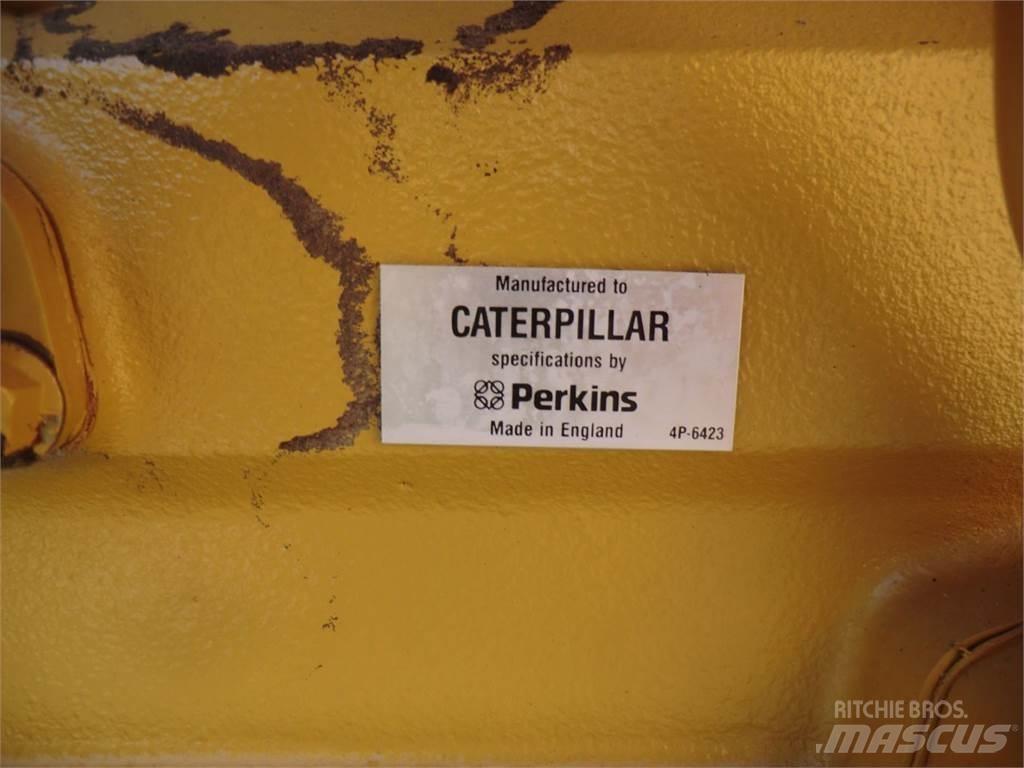 Manufactured to
CATERPILLAR
specifications by
Perkins
Made in England
4P-6423
RITCHIE BROS.
MASCUS